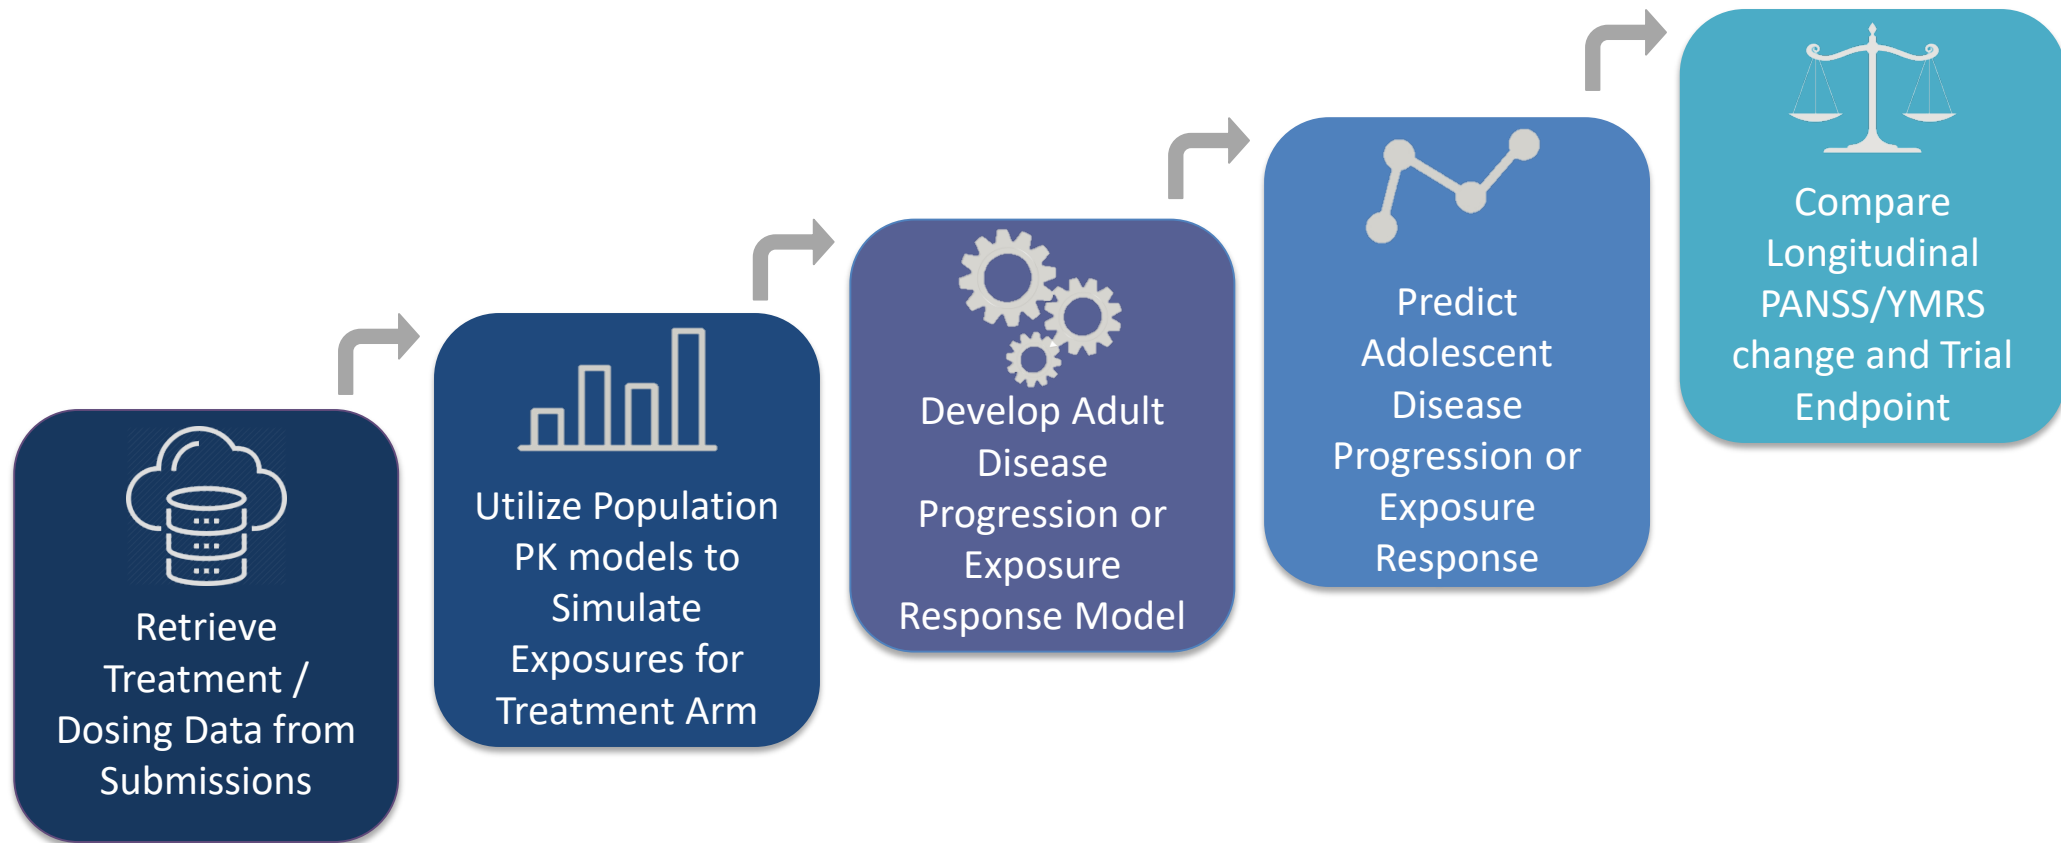 Retrieve
Treatment /
Dosing Data from
Submissions
Utilize Population
PK models to
Simulate
Exposures for
Treatment Arm
Develop Adult
Disease
Progression or
Exposure
Response Model
Predict
Adolescent
Disease
Progression or
Exposure
Response
Compare
Longitudinal
PANSS/YMRS
change and Trial
Endpoint